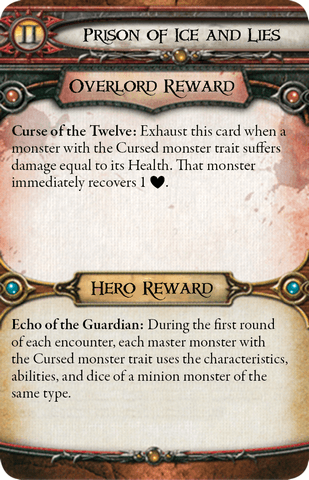 II
Prison of Ice and Lies
Overlord Reward
Curse of the Twelve: Exhaust this card when a
monster with the Cursed monster trait suffers
damage equal to its Health. That monster
immediately recovers 1 ♥.
Hero Reward
Echo of the Guardian: During the first round
of each encounter, each master monster with
the Cursed monster trait uses the characteristics,
abilities, and dice of a minion monster of the
same type.